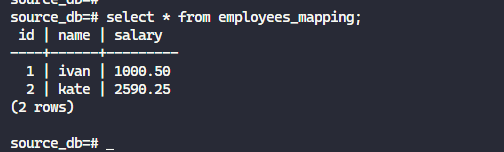 source_db=#
source_db=# select * from employees_mapping;
 id | name | salary
----+------+---------
  1 | ivan | 1000.50
  2 | kate | 2590.25
(2 rows)
source_db=# _